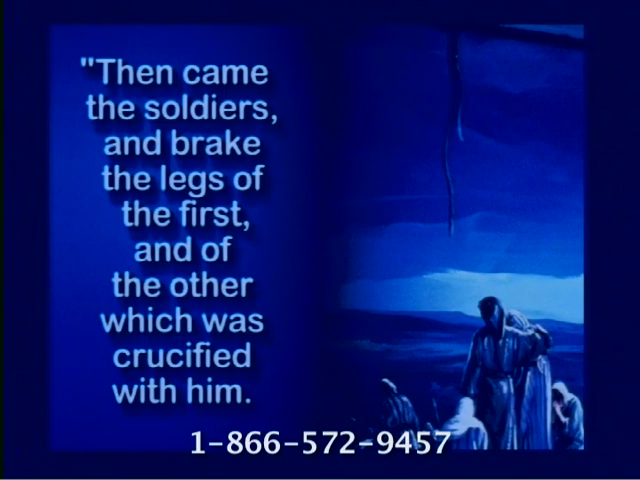 "Then came
the soldiers,
and brake
the legs of
the first,
and of
the other
which was
crucified
with him.
1-866-572-9457